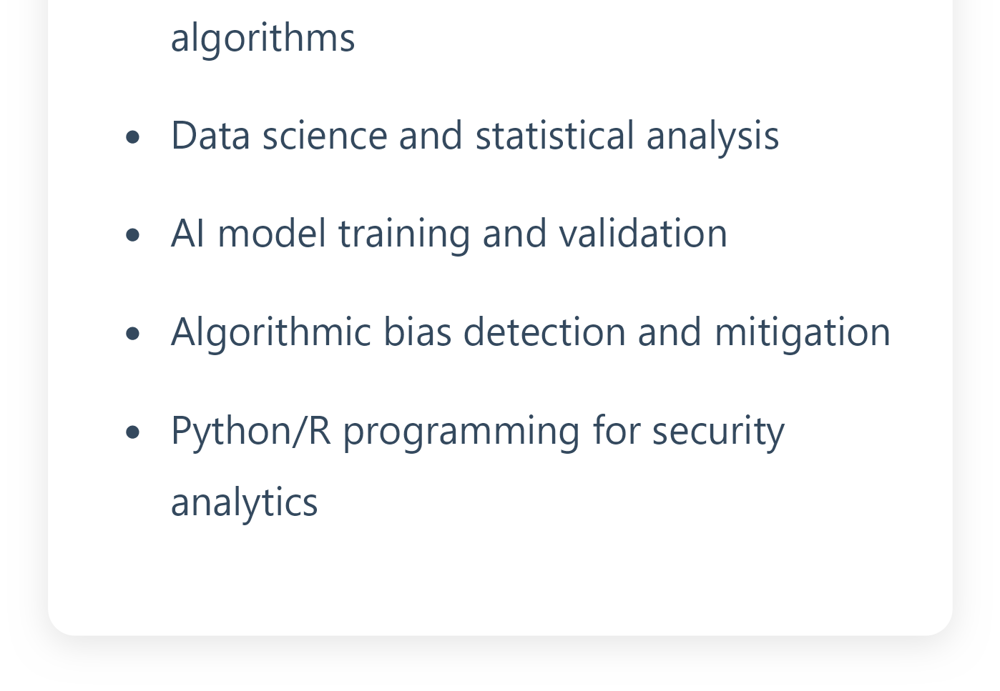 algorithms
• Data science and statistical analysis
• AI model training and validation
• Algorithmic bias detection and mitigation
• Python/R programming for security
analytics